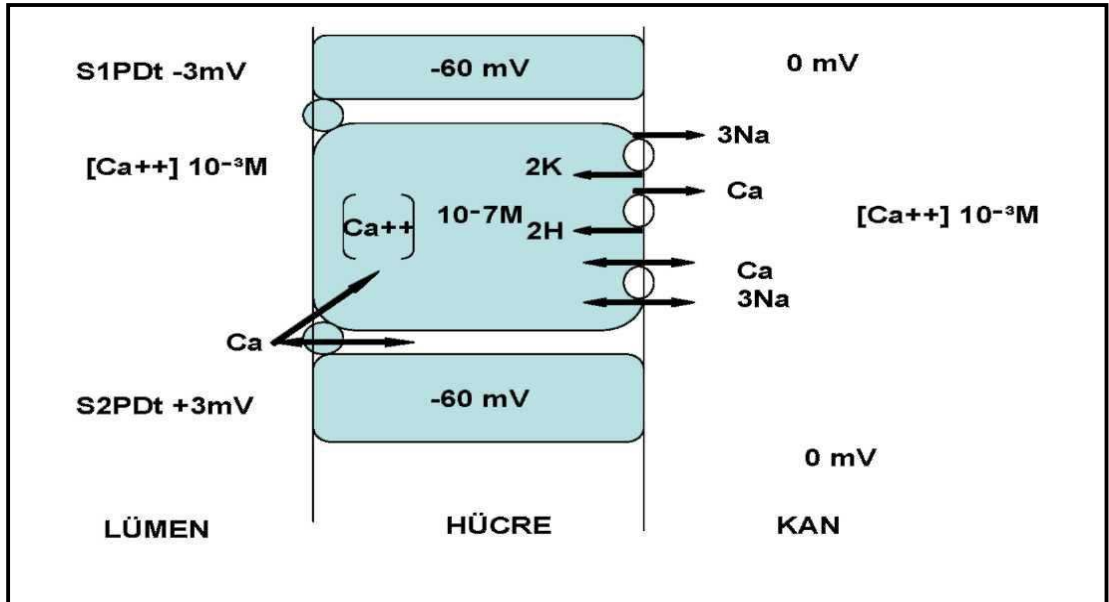 S1PDt -3mV
-60 mV
0 mV
3Na
[Ca++] 10⁻³M
2K
Ca
Ca++
10-7M
2H
[Ca++] 10⁻³M
Ca
3Na
Ca
S2PDt +3mV
-60 mV
0 mV
LÜMEN
HÜCRE
KAN